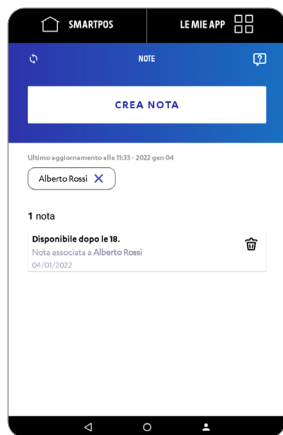 SMARTPOS
LE MIE APP
NOTE
CREA NOTA
Ultimo aggiornamento alle 11:33 - 2022 gen 04
Alberto Rossi
1 nota
Disponibile dopo le 18.
Nota associata a Alberto Rossi
04/01/2022